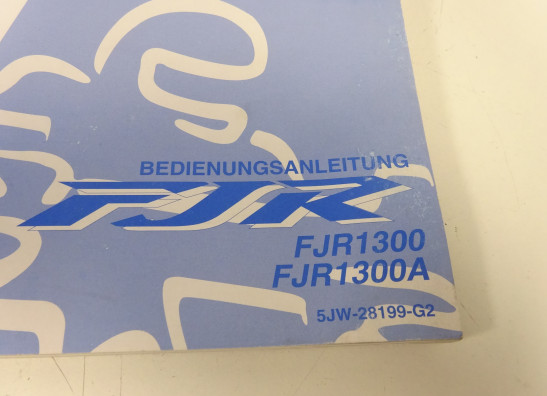 BEDIENUNGSANLEITUNG
FJR
FJR1300
FJR1300A
5JW-28199-G2